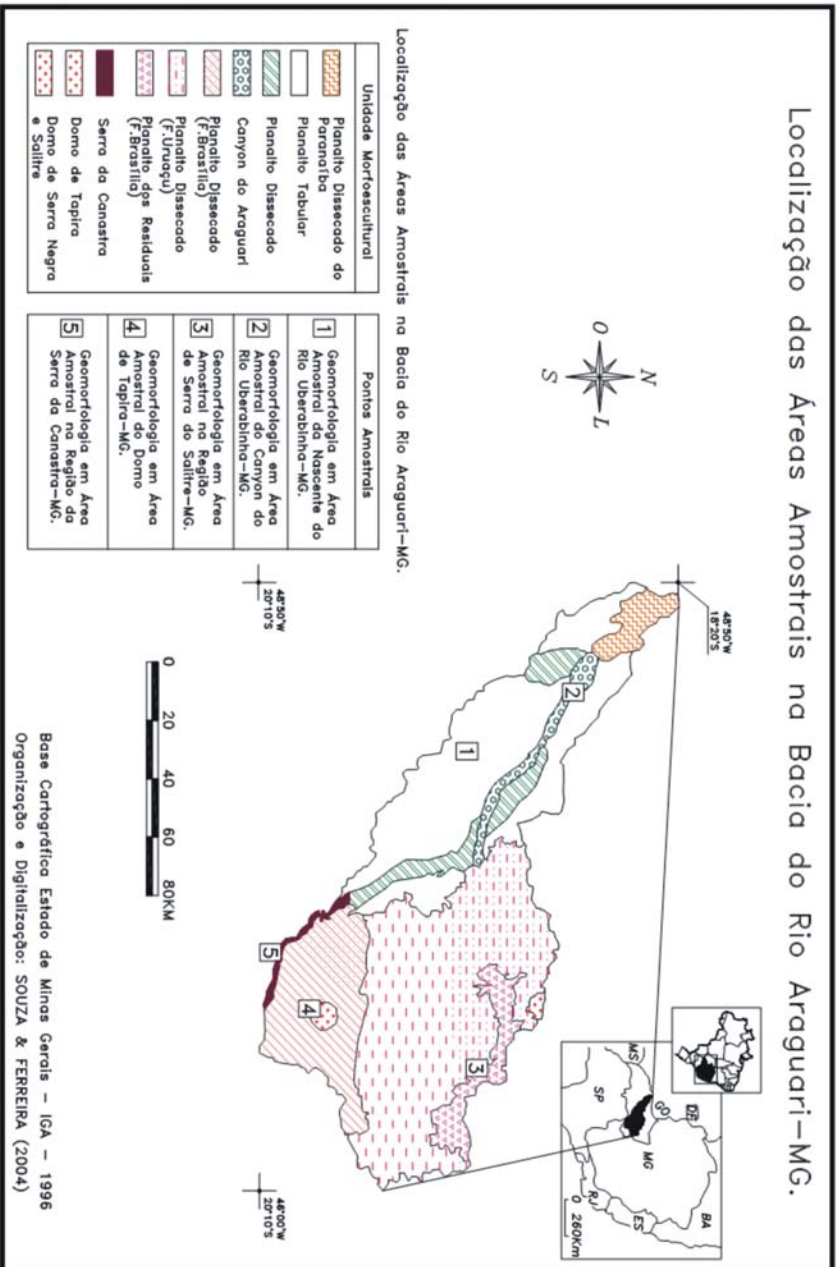 Localização das Áreas Amostrais na Bacia do Rio Araguari-MG.
N
O
L
S
48°50'W
18°20'S
MS
SP
GO
DF
MG
BA
ES
RJ
0 260Km
1
2
3
4
5
48°50'W
20°10'S
46°00'W
20°10'S
0 20 40 60 80KM
Localização das Áreas Amostrais na Bacia do Rio Araguari-MG.
Unidade Morfoescultural
Planalto Dissecado do
Paranaíba
Planalto Tabular
Planalto Dissecado
Canyon do Araguari
Planalto Dissecado
(F.Brasília)
Planalto Dissecado
(F.Uruaçu)
Planalto dos Residuais
(F.Brasília)
Serra da Canastra
Domo de Tapira
Domo de Serra Negra
e Salitre
Pontos Amostrais
1 Geomorfologia em Área
Amostral da Nascente do
Rio Uberabinha-MG.
2 Geomorfologia em Área
Amostral do Canyon do
Rio Uberabinha-MG.
3 Geomorfologia em Área
Amostral na Região
de Serra do Salitre-MG.
4 Geomorfologia em Área
Amostral do Domo
de Tapira-MG.
5 Geomorfologia em Área
Amostral na Região da
Serra da Canastra-MG.
Base Cartográfica Estado de Minas Gerais - IGA - 1996
Organização e Digitalização: SOUZA & FERREIRA (2004)